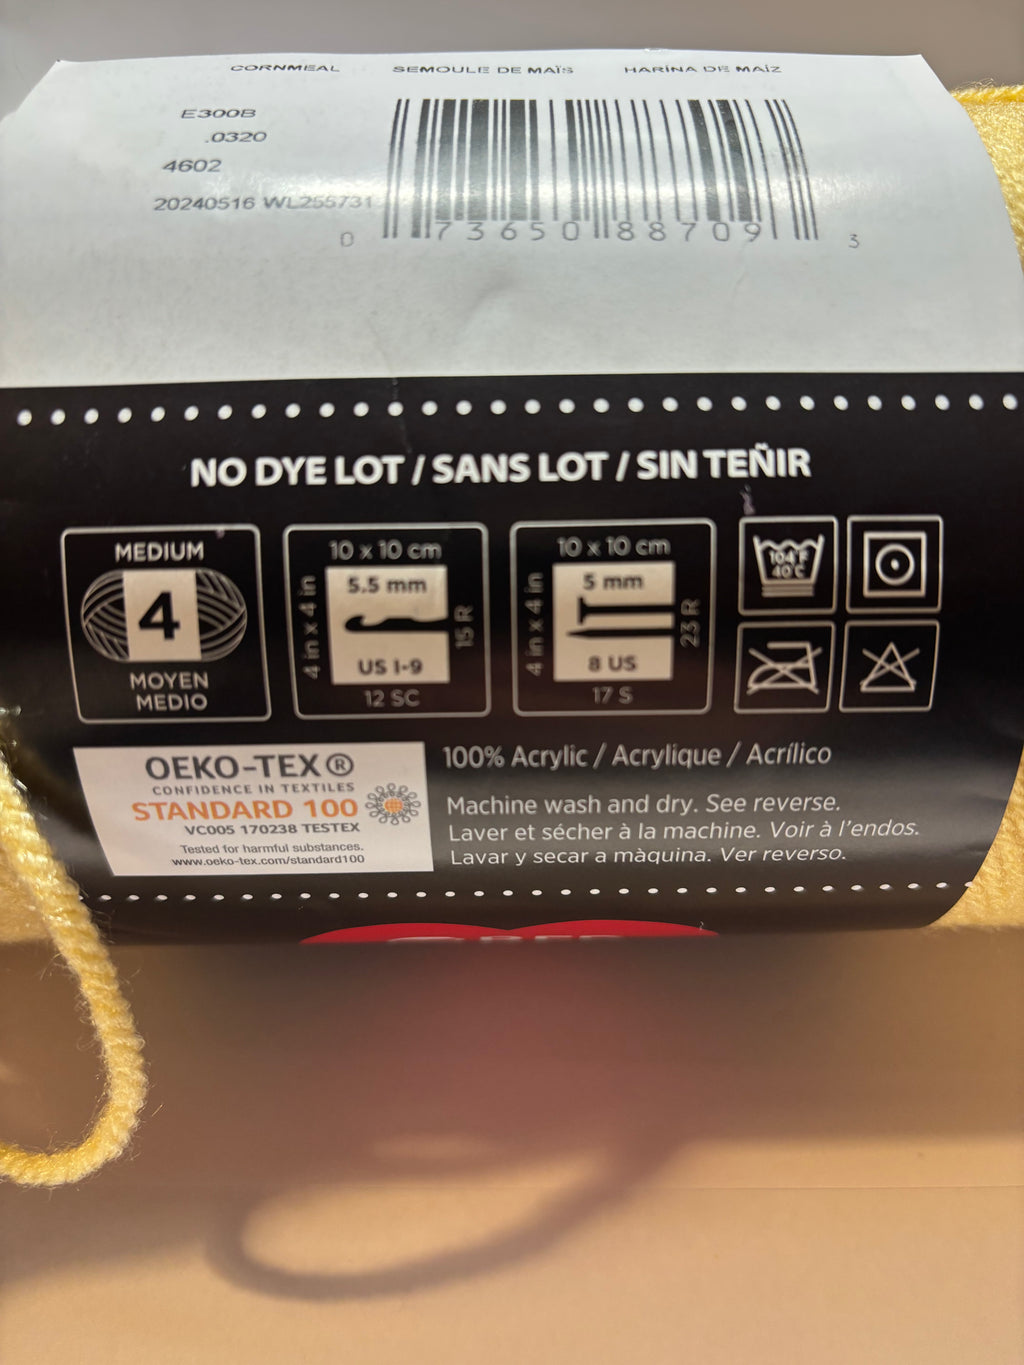 CORNMEAL SEMOULE DE MAÏS HARINA DE MAÍZ
E300B
.0320
4602
20240516 WL255731
0 73650 88709 3
NO DYE LOT / SANS LOT / SIN TEÑIR
MEDIUM
4
MOYEN
MEDIO
10 x 10 cm
4 in x 4 in
5.5 mm
US I-9
15 R
12 SC
10 x 10 cm
4 in x 4 in
5 mm
8 US
23 R
17 S
104°F
40°C
OEKO-TEX®
CONFIDENCE IN TEXTILES
STANDARD 100
VC005 170238 TESTEX
Tested for harmful substances.
www.oeko-tex.com/standard100
100% Acrylic / Acrylique / Acrílico
Machine wash and dry. See reverse.
Laver et sécher à la machine. Voir à l'endos.
Lavar y secar a màquina. Ver reverso.